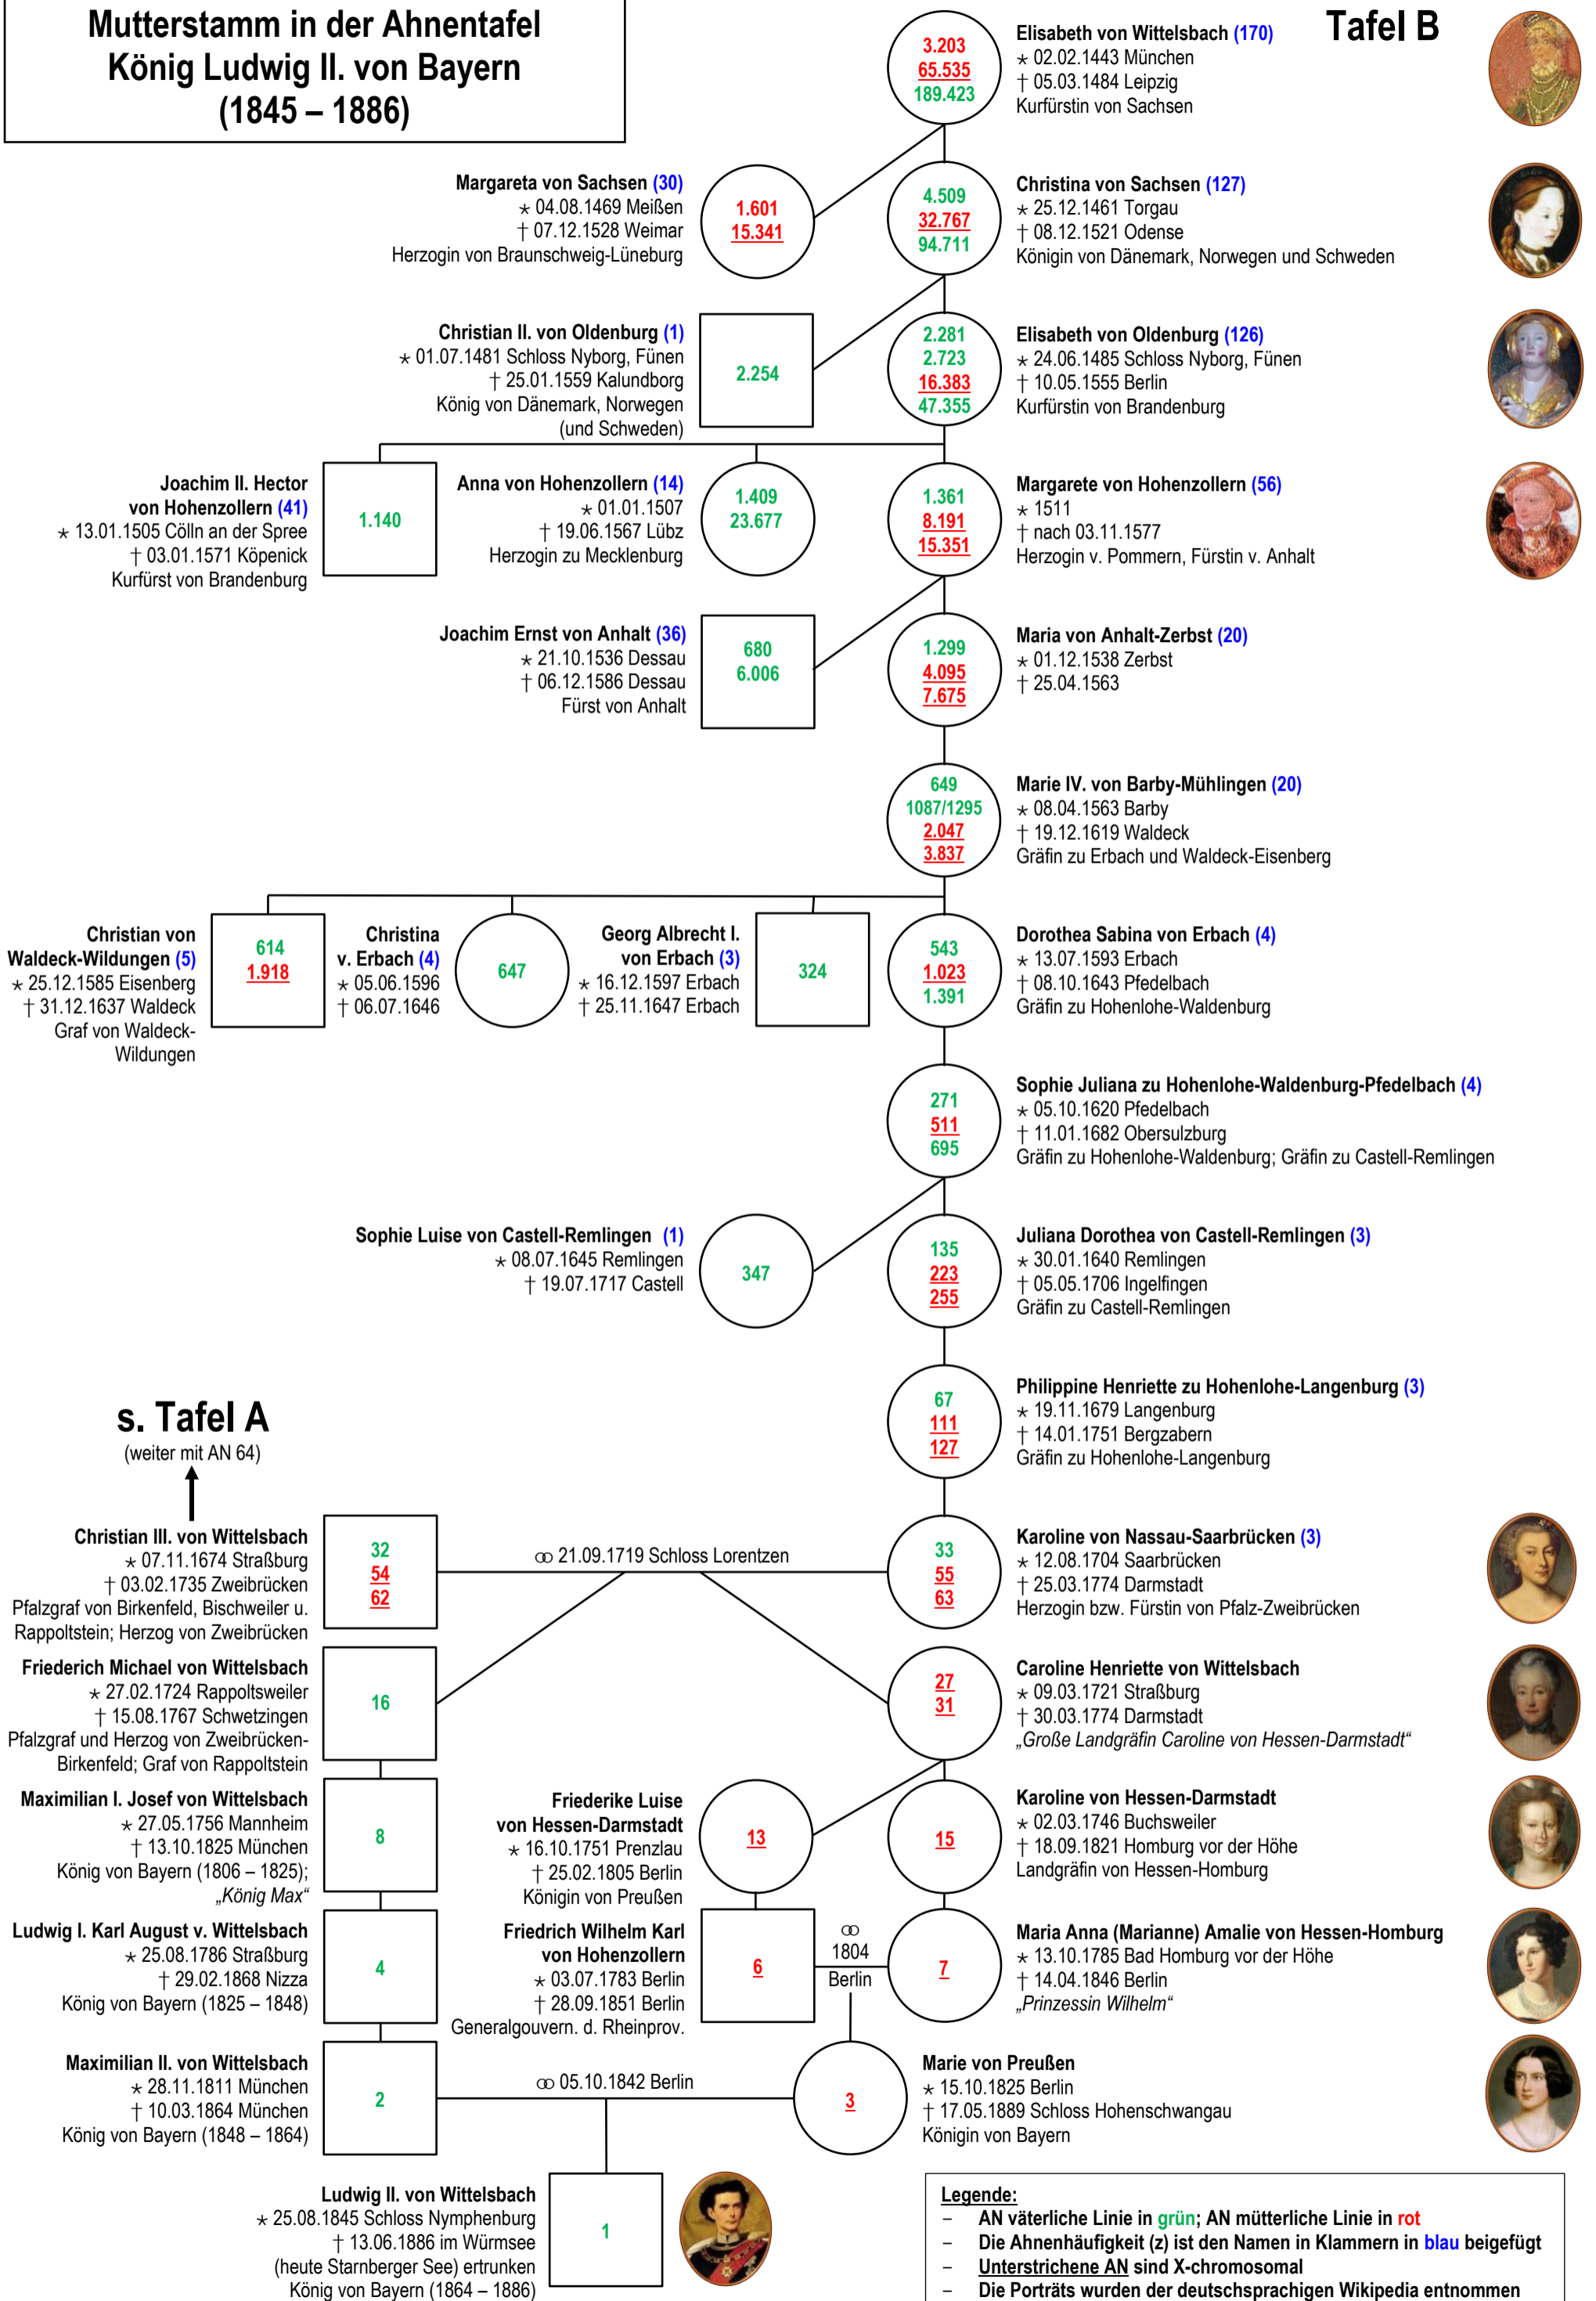 Mutterstamm in der Ahnentafel
König Ludwig II. von Bayern
(1845 – 1886)
Tafel B
3.203
65.535
189.423
Elisabeth von Wittelsbach (170)
⋆ 02.02.1443 München
† 05.03.1484 Leipzig
Kurfürstin von Sachsen
Margareta von Sachsen (30)
⋆ 04.08.1469 Meißen
† 07.12.1528 Weimar
Herzogin von Braunschweig-Lüneburg
1.601
15.341
4.509
32.767
94.711
Christina von Sachsen (127)
⋆ 25.12.1461 Torgau
† 08.12.1521 Odense
Königin von Dänemark, Norwegen und Schweden
Christian II. von Oldenburg (1)
⋆ 01.07.1481 Schloss Nyborg, Fünen
† 25.01.1559 Kalundborg
König von Dänemark, Norwegen
(und Schweden)
2.254
2.281
2.723
16.383
47.355
Elisabeth von Oldenburg (126)
⋆ 24.06.1485 Schloss Nyborg, Fünen
† 10.05.1555 Berlin
Kurfürstin von Brandenburg
Joachim II. Hector
von Hohenzollern (41)
⋆ 13.01.1505 Cölln an der Spree
† 03.01.1571 Köpenick
Kurfürst von Brandenburg
1.140
Anna von Hohenzollern (14)
⋆ 01.01.1507
† 19.06.1567 Lübz
Herzogin zu Mecklenburg
1.409
23.677
1.361
8.191
15.351
Margarete von Hohenzollern (56)
⋆ 1511
† nach 03.11.1577
Herzogin v. Pommern, Fürstin v. Anhalt
Joachim Ernst von Anhalt (36)
⋆ 21.10.1536 Dessau
† 06.12.1586 Dessau
Fürst von Anhalt
680
6.006
1.299
4.095
7.675
Maria von Anhalt-Zerbst (20)
⋆ 01.12.1538 Zerbst
† 25.04.1563
649
1087/1295
2.047
3.837
Marie IV. von Barby-Mühlingen (20)
⋆ 08.04.1563 Barby
† 19.12.1619 Waldeck
Gräfin zu Erbach und Waldeck-Eisenberg
Christian von
Waldeck-Wildungen (5)
⋆ 25.12.1585 Eisenberg
† 31.12.1637 Waldeck
Graf von Waldeck-
Wildungen
614
1.918
Christina
v. Erbach (4)
⋆ 05.06.1596
† 06.07.1646
647
Georg Albrecht I.
von Erbach (3)
⋆ 16.12.1597 Erbach
† 25.11.1647 Erbach
324
543
1.023
1.391
Dorothea Sabina von Erbach (4)
⋆ 13.07.1593 Erbach
† 08.10.1643 Pfedelbach
Gräfin zu Hohenlohe-Waldenburg
271
511
695
Sophie Juliana zu Hohenlohe-Waldenburg-Pfedelbach (4)
⋆ 05.10.1620 Pfedelbach
† 11.01.1682 Obersulzburg
Gräfin zu Hohenlohe-Waldenburg; Gräfin zu Castell-Remlingen
Sophie Luise von Castell-Remlingen (1)
⋆ 08.07.1645 Remlingen
† 19.07.1717 Castell
347
135
223
255
Juliana Dorothea von Castell-Remlingen (3)
⋆ 30.01.1640 Remlingen
† 05.05.1706 Ingelfingen
Gräfin zu Castell-Remlingen
67
111
127
Philippine Henriette zu Hohenlohe-Langenburg (3)
⋆ 19.11.1679 Langenburg
† 14.01.1751 Bergzabern
Gräfin zu Hohenlohe-Langenburg
s. Tafel A
(weiter mit AN 64)
Christian III. von Wittelsbach
⋆ 07.11.1674 Straßburg
† 03.02.1735 Zweibrücken
Pfalzgraf von Birkenfeld, Bischweiler u.
Rappoltstein; Herzog von Zweibrücken
32
54
62
∞ 21.09.1719 Schloss Lorentzen
33
55
63
Karoline von Nassau-Saarbrücken (3)
⋆ 12.08.1704 Saarbrücken
† 25.03.1774 Darmstadt
Herzogin bzw. Fürstin von Pfalz-Zweibrücken
Friederich Michael von Wittelsbach
⋆ 27.02.1724 Rappoltsweiler
† 15.08.1767 Schwetzingen
Pfalzgraf und Herzog von Zweibrücken-
Birkenfeld; Graf von Rappoltstein
16
27
31
Caroline Henriette von Wittelsbach
⋆ 09.03.1721 Straßburg
† 30.03.1774 Darmstadt
„Große Landgräfin Caroline von Hessen-Darmstadt“
Maximilian I. Josef von Wittelsbach
⋆ 27.05.1756 Mannheim
† 13.10.1825 München
König von Bayern (1806 – 1825);
„König Max“
8
Friederike Luise
von Hessen-Darmstadt
⋆ 16.10.1751 Prenzlau
† 25.02.1805 Berlin
Königin von Preußen
13
15
Karoline von Hessen-Darmstadt
⋆ 02.03.1746 Buchsweiler
† 18.09.1821 Homburg vor der Höhe
Landgräfin von Hessen-Homburg
Ludwig I. Karl August v. Wittelsbach
⋆ 25.08.1786 Straßburg
† 29.02.1868 Nizza
König von Bayern (1825 – 1848)
4
Friedrich Wilhelm Karl
von Hohenzollern
⋆ 03.07.1783 Berlin
† 28.09.1851 Berlin
Generalgouvern. d. Rheinprov.
6
∞
1804
Berlin
7
Maria Anna (Marianne) Amalie von Hessen-Homburg
⋆ 13.10.1785 Bad Homburg vor der Höhe
† 14.04.1846 Berlin
„Prinzessin Wilhelm“
Maximilian II. von Wittelsbach
⋆ 28.11.1811 München
† 10.03.1864 München
König von Bayern (1848 – 1864)
2
∞ 05.10.1842 Berlin
3
Marie von Preußen
⋆ 15.10.1825 Berlin
† 17.05.1889 Schloss Hohenschwangau
Königin von Bayern
Ludwig II. von Wittelsbach
⋆ 25.08.1845 Schloss Nymphenburg
† 13.06.1886 im Würmsee
(heute Starnberger See) ertrunken
König von Bayern (1864 – 1886)
1
Legende:
– AN väterliche Linie in grün; AN mütterliche Linie in rot
– Die Ahnenhäufigkeit (z) ist den Namen in Klammern in blau beigefügt
– Unterstrichene AN sind X-chromosomal
– Die Porträts wurden der deutschsprachigen Wikipedia entnommen